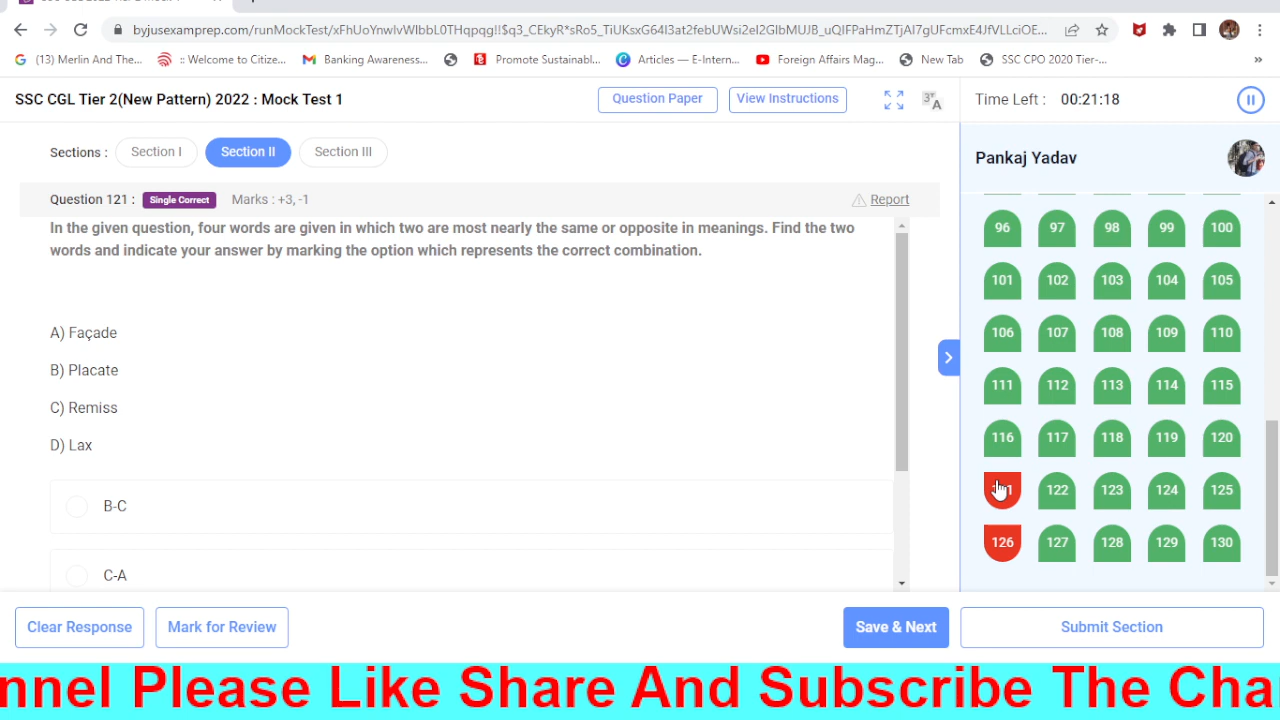 byjusexamprep.com/runMockTest/xFhUoYnwIvWlbbL0THqpqg!!$q3_CEkyR*sRo5_TiUKsxG64I3at2febUWsi2eI2GlbMUJ8_uQIFPaHmZTjAI7gUFcmxE4JfVLLciOE...
(13) Merlin And The...
:: Welcome to Citize...
Banking Awareness...
Promote Sustainabl...
Articles — E-Intern...
Foreign Affairs Mag...
New Tab
SSC CPO 2020 Tier-...
»
SSC CGL Tier 2(New Pattern) 2022 : Mock Test 1
Question Paper
View Instructions
Time Left : 00:21:18
Sections : Section I Section II Section III
Pankaj Yadav
Question 121 : Single Correct Marks : +3, -1
Report
In the given question, four words are given in which two are most nearly the same or opposite in meanings. Find the two
words and indicate your answer by marking the option which represents the correct combination.
A) Façade
B) Placate
C) Remiss
D) Lax
B-C
C-A
96 97 98 99 100
101 102 103 104 105
106 107 108 109 110
111 112 113 114 115
116 117 118 119 120
122 123 124 125
126 127 128 129 130
Clear Response
Mark for Review
Save & Next
Submit Section
nnel Please Like Share And Subscribe The Cha